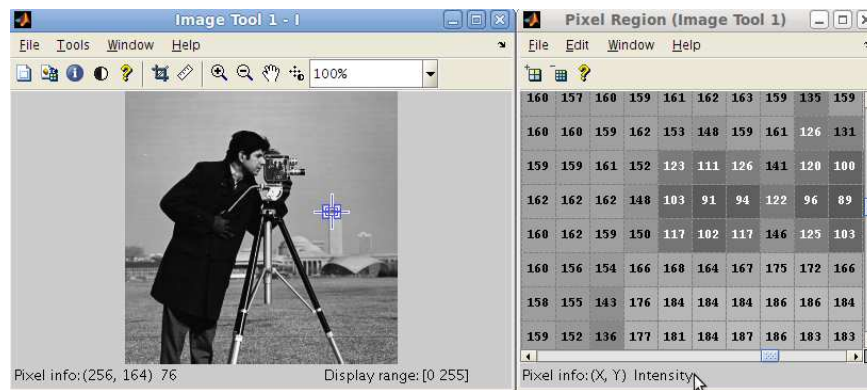 Image Tool 1 - I
File Tools Window Help
100%
Pixel info:(256, 164) 76
Display range:[0 255]
Pixel Region (Image Tool 1)
File Edit Window Help
160 157 160 159 161 162 163 159 135 159
160 160 159 162 153 148 159 161 126 131
159 159 161 152 123 111 126 141 120 100
162 162 162 148 103 91 94 122 96 89
160 162 159 150 117 102 117 146 125 103
160 156 154 166 168 164 167 175 172 166
158 155 143 176 184 184 184 186 186 184
159 152 136 177 181 184 187 186 183 183
Pixel info:(X, Y) Intensity